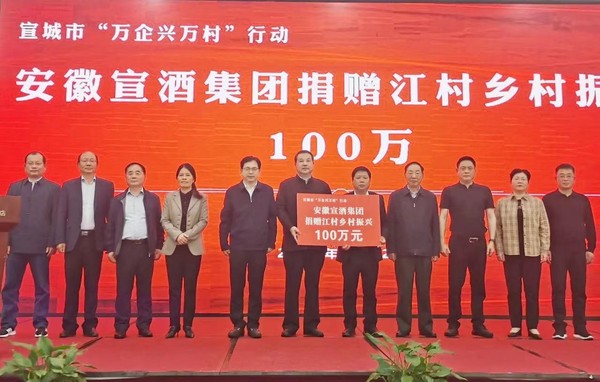 宣城市“万企兴万村”行动
安徽宣酒集团捐赠江村乡村振
100万
安徽宣酒集团
捐赠江村乡村振兴
100万元
店